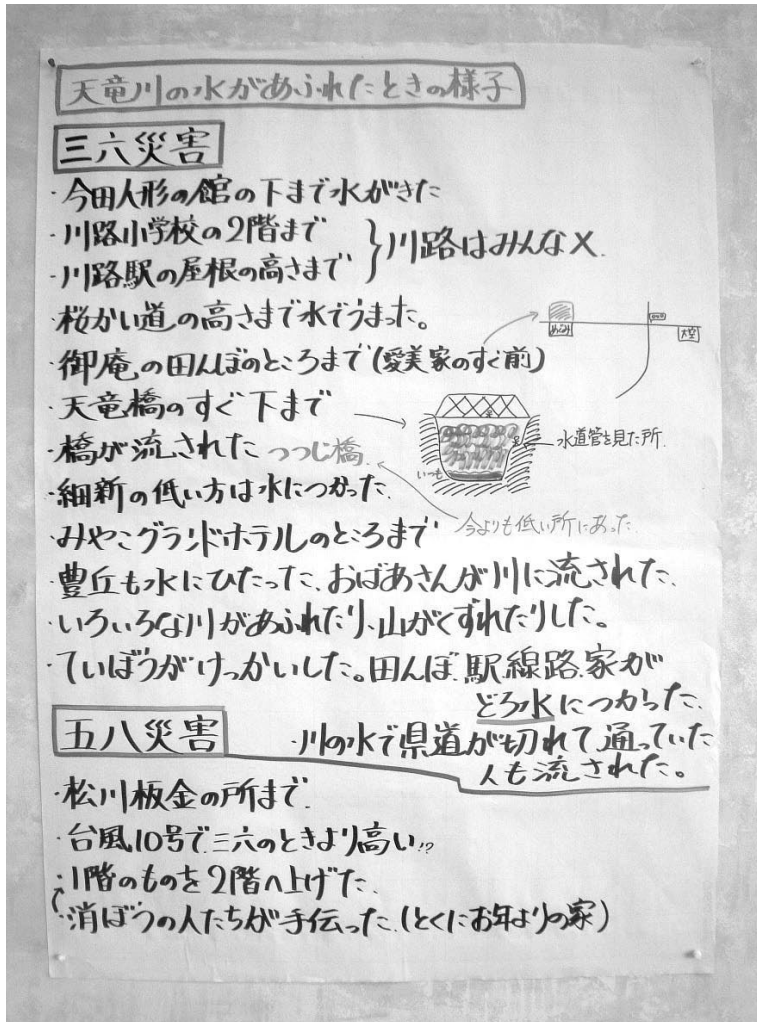 天竜川の水があふれたときの様子
三六災害
・今田人形の館の下まで水がきた
・川路小学校の2階まで
・川路駅の屋根の高さまで
川路はみんな×.
・桜かい道の高さまで水でうまった。
・御庵の田んぼのところまで(愛美家のすぐ前)
めぐみ
大空
・天竜橋のすぐ下まで
水道管を見た所.
いつも
・橋が流された つつじ橋.
・細新の低い方は水につかった.
今よりも低い所にあった.
・みやこグランドホテルのところまで
・豊丘も水にひたった、おばあさんが川に流された.
・いろいろな川があふれたり、山がくずれたりした。
・ていぼうがけっかいした。田んぼ、駅、線路、家が
どろ水につかった.
・川の水で県道が切れて、通っていた
人も流された。
五八災害
・松川板金の所まで.
・台風10号で三六のときより高い!?
・1階のものを2階へ上げた.
・消ぼうの人たちが手伝った.(とくにお年よりの家)